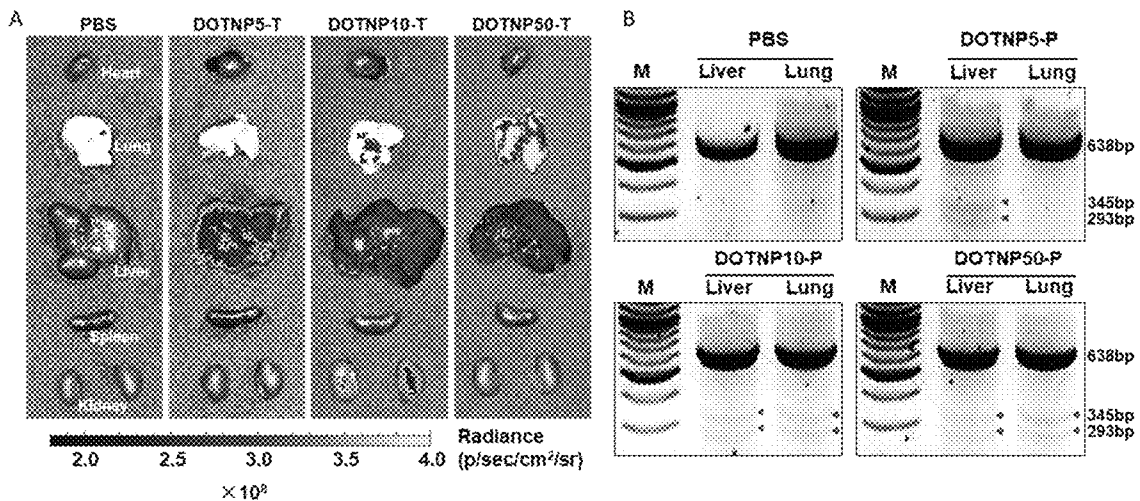 A
PBS DOTNP5-T DOTNP10-T DOTNP50-T
Heart
Lung
Liver
Spleen
Kidney
2.0 2.5 3.0 3.5 4.0
Radiance
(p/sec/cm²/sr)
×10⁸
B
PBS
M Liver Lung
DOTNP5-P
M Liver Lung
638bp
345bp
293bp
DOTNP10-P
M Liver Lung
DOTNP50-P
M Liver Lung
638bp
345bp
293bp